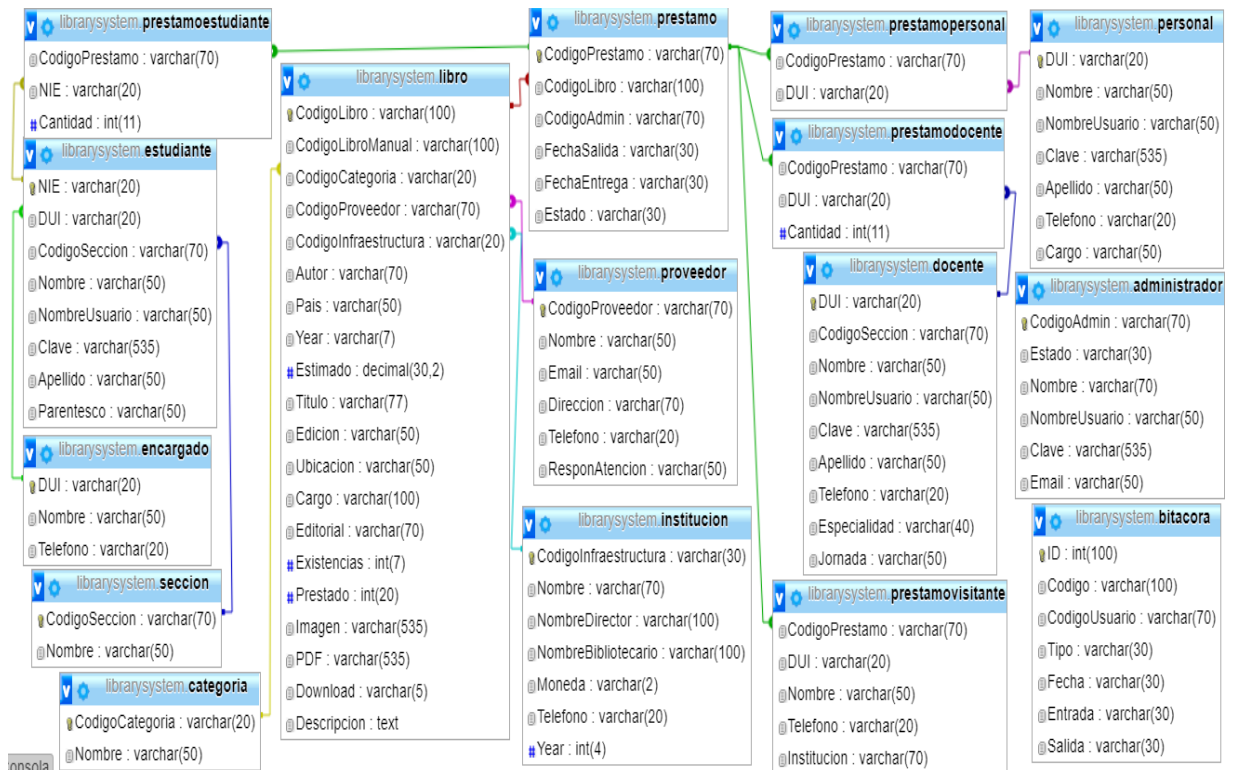 librarysystem.prestamoestudiante
CodigoPrestamo : varchar(70)
NIE : varchar(20)
# Cantidad : int(11)
librarysystem.estudiante
NIE : varchar(20)
DUI : varchar(20)
CodigoSeccion : varchar(70)
Nombre : varchar(50)
NombreUsuario : varchar(50)
Clave : varchar(535)
Apellido : varchar(50)
Parentesco : varchar(50)
librarysystem.encargado
DUI : varchar(20)
Nombre : varchar(50)
Telefono : varchar(20)
librarysystem.seccion
CodigoSeccion : varchar(70)
Nombre : varchar(50)
librarysystem.categoria
CodigoCategoria : varchar(20)
Nombre : varchar(50)
onsola
librarysystem.libro
CodigoLibro : varchar(100)
CodigoLibroManual : varchar(100)
CodigoCategoria : varchar(20)
CodigoProveedor : varchar(70)
CodigoInfraestructura : varchar(20)
Autor : varchar(70)
Pais : varchar(50)
Year : varchar(7)
# Estimado : decimal(30,2)
Titulo : varchar(77)
Edicion : varchar(50)
Ubicacion : varchar(50)
Cargo : varchar(100)
Editorial : varchar(70)
# Existencias : int(7)
# Prestado : int(20)
Imagen : varchar(535)
PDF : varchar(535)
Download : varchar(5)
Descripcion : text
librarysystem.prestamo
CodigoPrestamo : varchar(70)
CodigoLibro : varchar(100)
CodigoAdmin : varchar(70)
FechaSalida : varchar(30)
FechaEntrega : varchar(30)
Estado : varchar(30)
librarysystem.proveedor
CodigoProveedor : varchar(70)
Nombre : varchar(50)
Email : varchar(50)
Direccion : varchar(70)
Telefono : varchar(20)
ResponAtencion : varchar(50)
librarysystem.institucion
CodigoInfraestructura : varchar(30)
Nombre : varchar(70)
NombreDirector : varchar(100)
NombreBibliotecario : varchar(100)
Moneda : varchar(2)
Telefono : varchar(20)
# Year : int(4)
librarysystem.prestamopersonal
CodigoPrestamo : varchar(70)
DUI : varchar(20)
librarysystem.prestamodocente
CodigoPrestamo : varchar(70)
DUI : varchar(20)
# Cantidad : int(11)
librarysystem.docente
DUI : varchar(20)
CodigoSeccion : varchar(70)
Nombre : varchar(50)
NombreUsuario : varchar(50)
Clave : varchar(535)
Apellido : varchar(50)
Telefono : varchar(20)
Especialidad : varchar(40)
Jornada : varchar(50)
librarysystem.prestamovisitante
CodigoPrestamo : varchar(70)
DUI : varchar(20)
Nombre : varchar(50)
Telefono : varchar(20)
Institucion : varchar(70)
librarysystem.personal
DUI : varchar(20)
Nombre : varchar(50)
NombreUsuario : varchar(50)
Clave : varchar(535)
Apellido : varchar(50)
Telefono : varchar(20)
Cargo : varchar(50)
librarysystem.administrador
CodigoAdmin : varchar(70)
Estado : varchar(30)
Nombre : varchar(70)
NombreUsuario : varchar(50)
Clave : varchar(535)
Email : varchar(50)
librarysystem.bitacora
ID : int(100)
Codigo : varchar(100)
CodigoUsuario : varchar(70)
Tipo : varchar(30)
Fecha : varchar(30)
Entrada : varchar(30)
Salida : varchar(30)